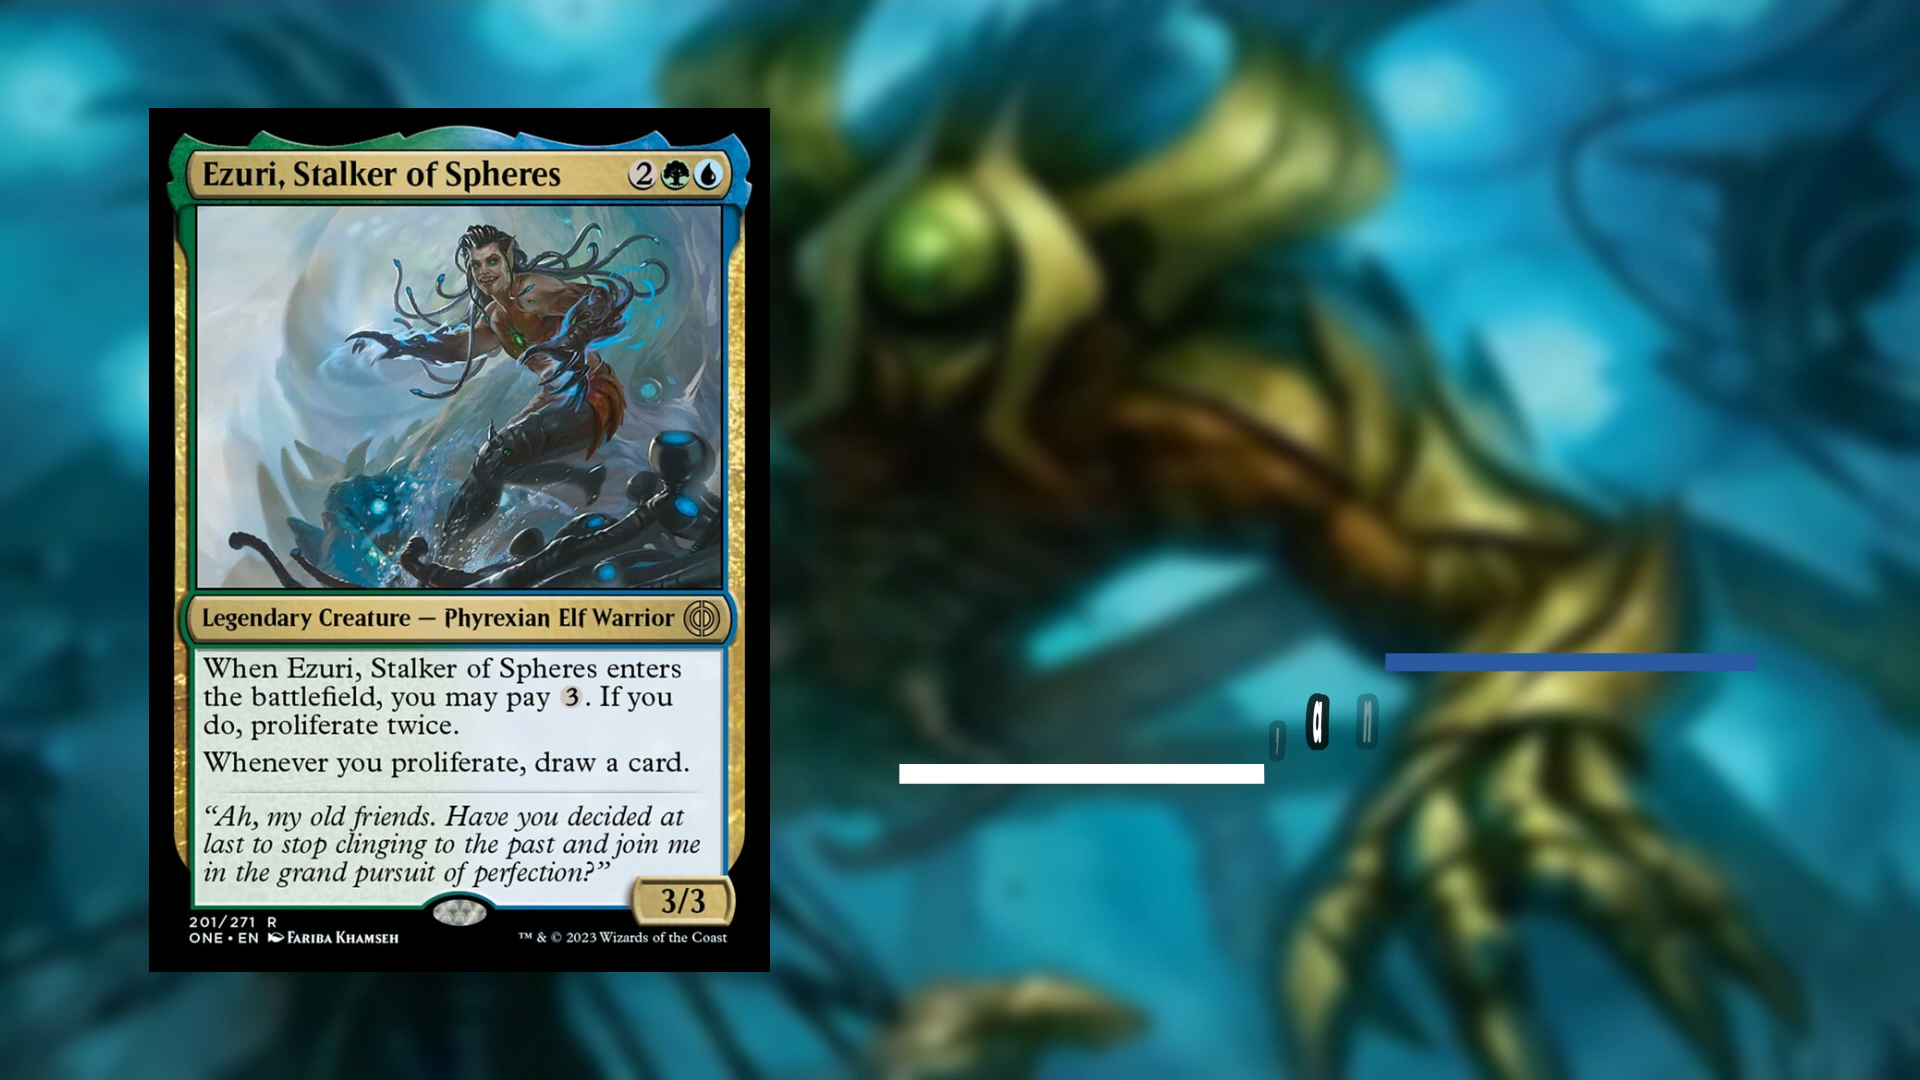 Ezuri, Stalker of Spheres 2
Legendary Creature — Phyrexian Elf Warrior
When Ezuri, Stalker of Spheres enters
the battlefield, you may pay 3. If you
do, proliferate twice.
Whenever you proliferate, draw a card.
“Ah, my old friends. Have you decided at
last to stop clinging to the past and join me
in the grand pursuit of perfection?”
3/3
201/271 R
ONE • EN FARIBA KHAMSEH
™ & © 2023 Wizards of the Coast
a n